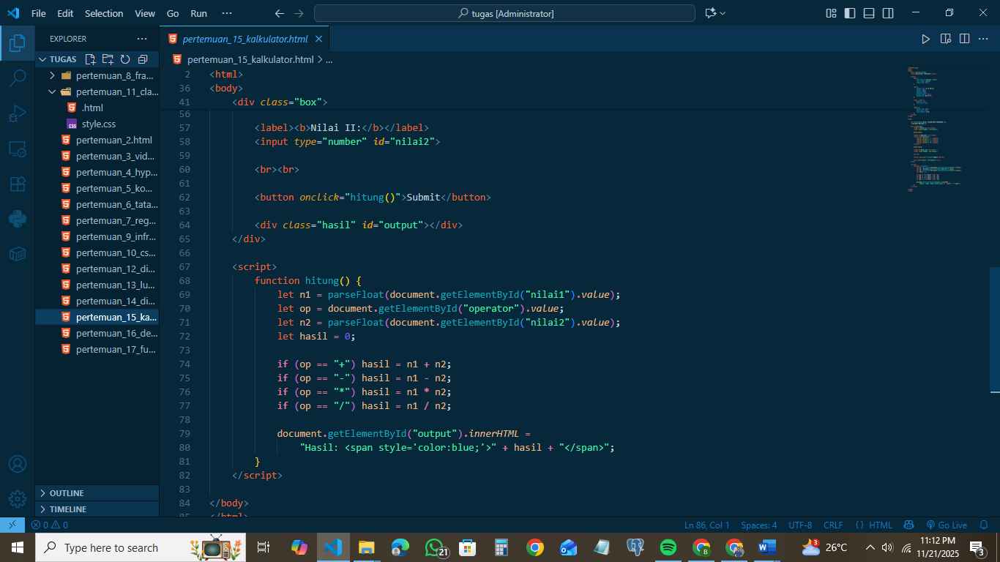 File Edit Selection View Go Run ··· tugas [Administrator]
EXPLORER ···
TUGAS
pertemuan_8_fra...
pertemuan_11_cla...
.html
style.css
pertemuan_2.html
pertemuan_3_vid...
pertemuan_4_hyp...
pertemuan_5_ko...
pertemuan_6_tata...
pertemuan_7_reg...
pertemuan_9_infr...
pertemuan_10_cs...
pertemuan_12_di...
pertemuan_13_lu...
pertemuan_14_di...
pertemuan_15_ka...
pertemuan_16_de...
pertemuan_17_fu...
OUTLINE
TIMELINE
pertemuan_15_kalkulator.html
pertemuan_15_kalkulator.html > ...
2 <html>
36 <body>
41 <div class="box">
56
57 <label><b>Nilai II:</b></label>
58 <input type="number" id="nilai2">
59
60 <br><br>
61
62 <button onclick="hitung()">Submit</button>
63
64 <div class="hasil" id="output"></div>
65 </div>
66
67 <script>
68 function hitung() {
69 let n1 = parseFloat(document.getElementById("nilai1").value);
70 let op = document.getElementById("operator").value;
71 let n2 = parseFloat(document.getElementById("nilai2").value);
72 let hasil = 0;
73
74 if (op == "+") hasil = n1 + n2;
75 if (op == "-") hasil = n1 - n2;
76 if (op == "*") hasil = n1 * n2;
77 if (op == "/") hasil = n1 / n2;
78
79 document.getElementById("output").innerHTML =
80 "Hasil: <span style='color:blue;'>" + hasil + "</span>";
81 }
82 </script>
83
84 </body>
85 </html>
0 0 Ln 86, Col 1 Spaces: 4 UTF-8 CRLF { } HTML Go Live
Type here to search 21 3 26°C 11:12 PM
11/21/2025 3